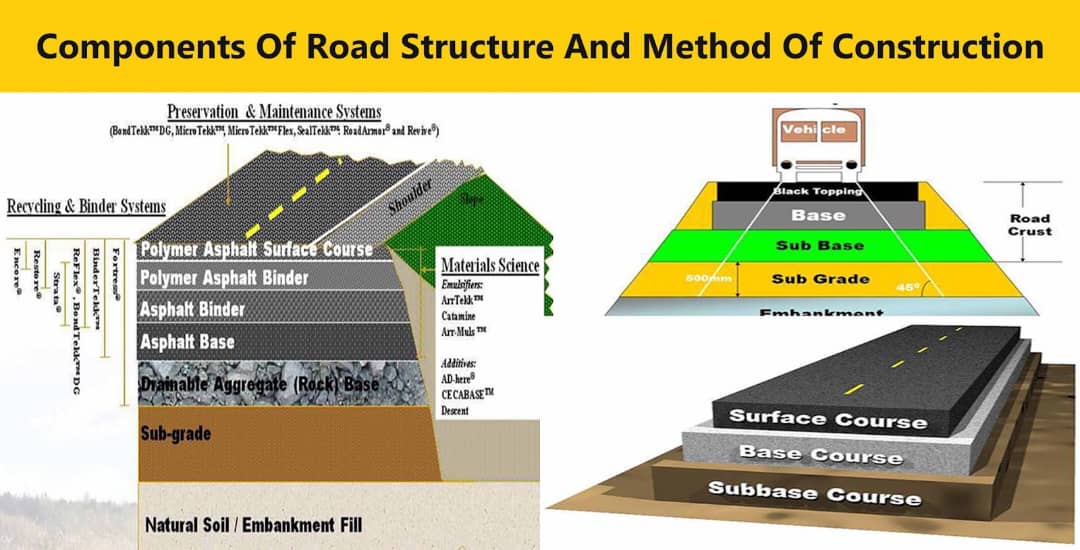 Components Of Road Structure And Method Of Construction
Preservation & Maintenance Systems
(BondTekk™DG, MicroTekk™, MicroTekk™Flex, SealTekk™, RoadArmor® and Revive®)
Recycling & Binder Systems
Encore®
Restore®
Strata®
ReFlex®, BondTekk™DG
BinderTekk™
Fortress®
Shoulder
Slope
Polymer Asphalt Surface Course
Polymer Asphalt Binder
Asphalt Binder
Asphalt Base
Drainable Aggregate (Rock) Base
Sub-grade
Natural Soil / Embankment Fill
Materials Science
Emulsifiers:
ArrTekk™
Catamine
Arr-Muls ™
Additives:
AD-here®
CECABASE™
Descent
Vehicle
Black Topping
Base
Sub Base
500mm
Sub Grade
45°
Embankment
Road
Crust
Surface Course
Base Course
Subbase Course